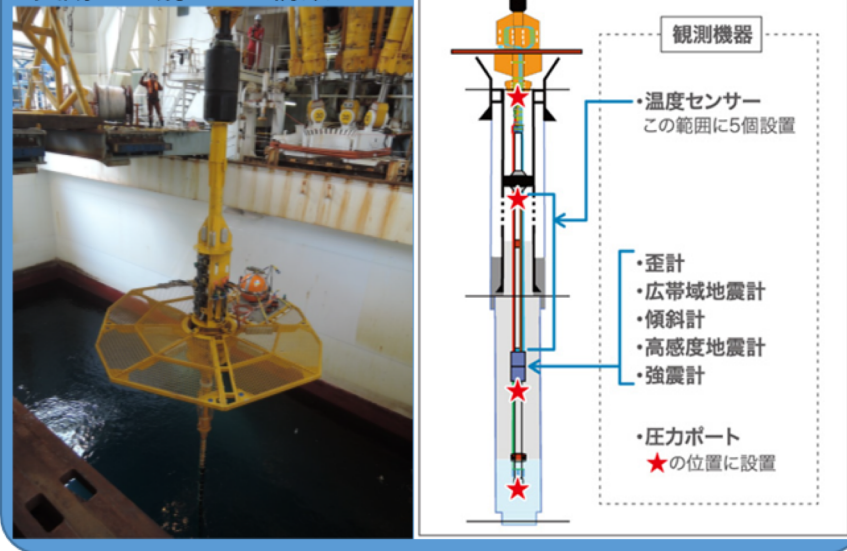 観測機器
・温度センサー
この範囲に5個設置
・歪計
・広帯域地震計
・傾斜計
・高感度地震計
・強震計
・圧力ポート
★の位置に設置